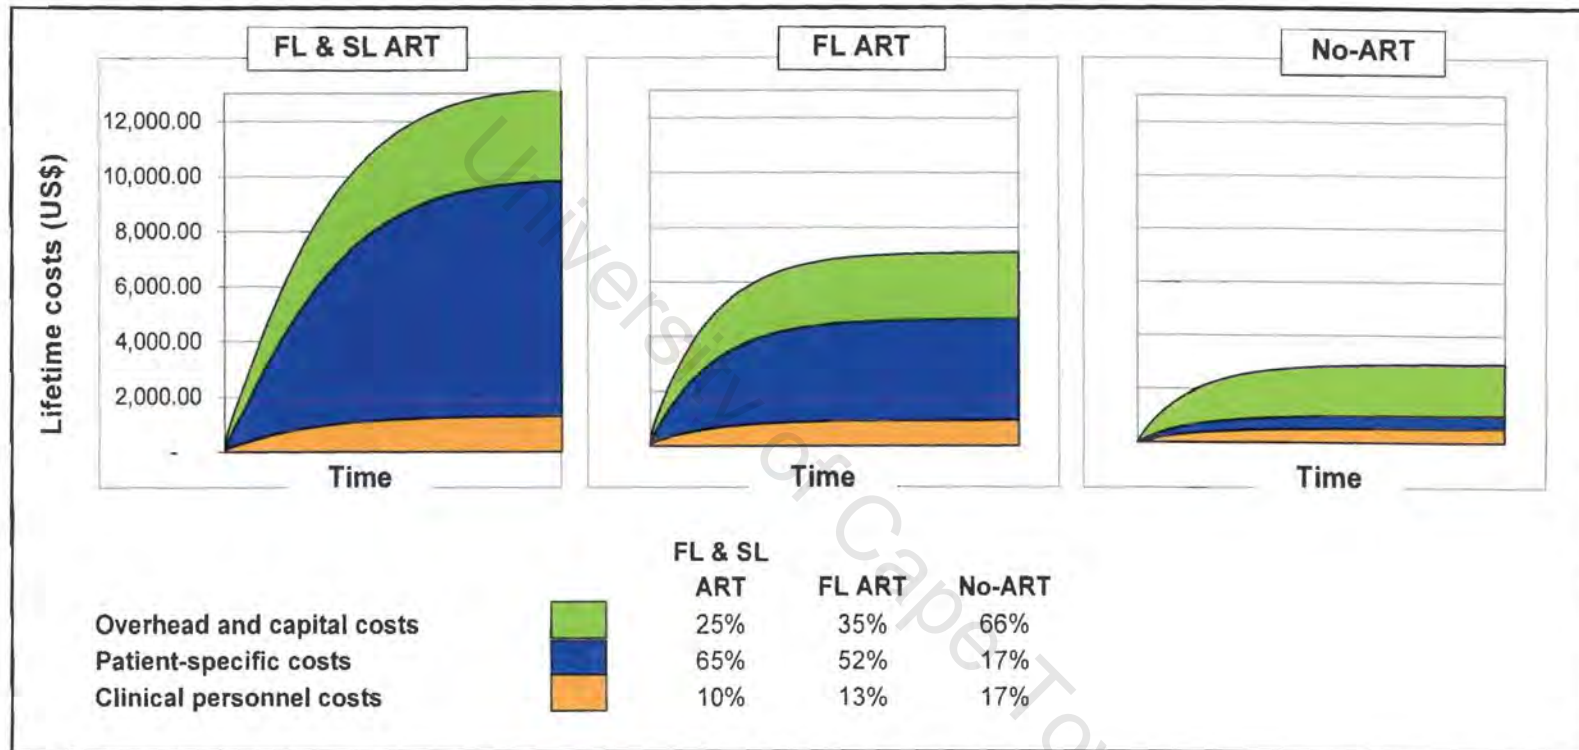 FL & SL ART
FL ART
No-ART
Lifetime costs (US$)
12,000.00
10,000.00
8,000.00
6,000.00
4,000.00
2,000.00
-
Time
Time
Time
FL & SL
ART FL ART No-ART
Overhead and capital costs 25% 35% 66%
Patient-specific costs 65% 52% 17%
Clinical personnel costs 10% 13% 17%
University of Cape Tow